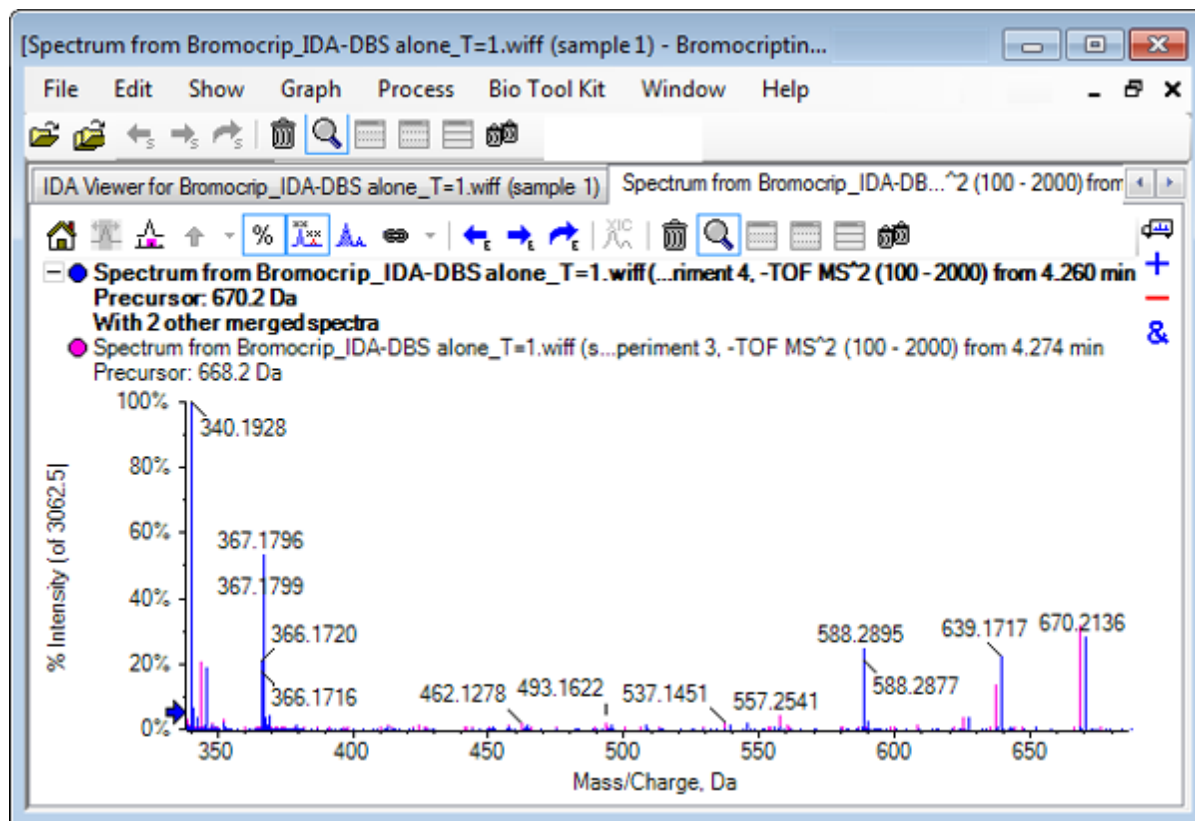 [Spectrum from Bromocrip_IDA-DBS alone_T=1.wiff (sample 1) - Bromocriptin...
File Edit Show Graph Process Bio Tool Kit Window Help
IDA Viewer for Bromocrip_IDA-DBS alone_T=1.wiff (sample 1) Spectrum from Bromocrip_IDA-DB...^2 (100 - 2000) from
% XIC
Spectrum from Bromocrip_IDA-DBS alone_T=1.wiff (...riment 4, -TOF MS^2 (100 - 2000) from 4.260 min
Precursor: 670.2 Da
With 2 other merged spectra
Spectrum from Bromocrip_IDA-DBS alone_T=1.wiff (s...periment 3, -TOF MS^2 (100 - 2000) from 4.274 min
Precursor: 668.2 Da
&
% Intensity (of 3062.5)
100%
80%
60%
40%
20%
0%
340.1928
367.1796
367.1799
366.1720
366.1716
462.1278
493.1622
537.1451
557.2541
588.2895
588.2877
639.1717
670.2136
350 400 450 500 550 600 650
Mass/Charge, Da